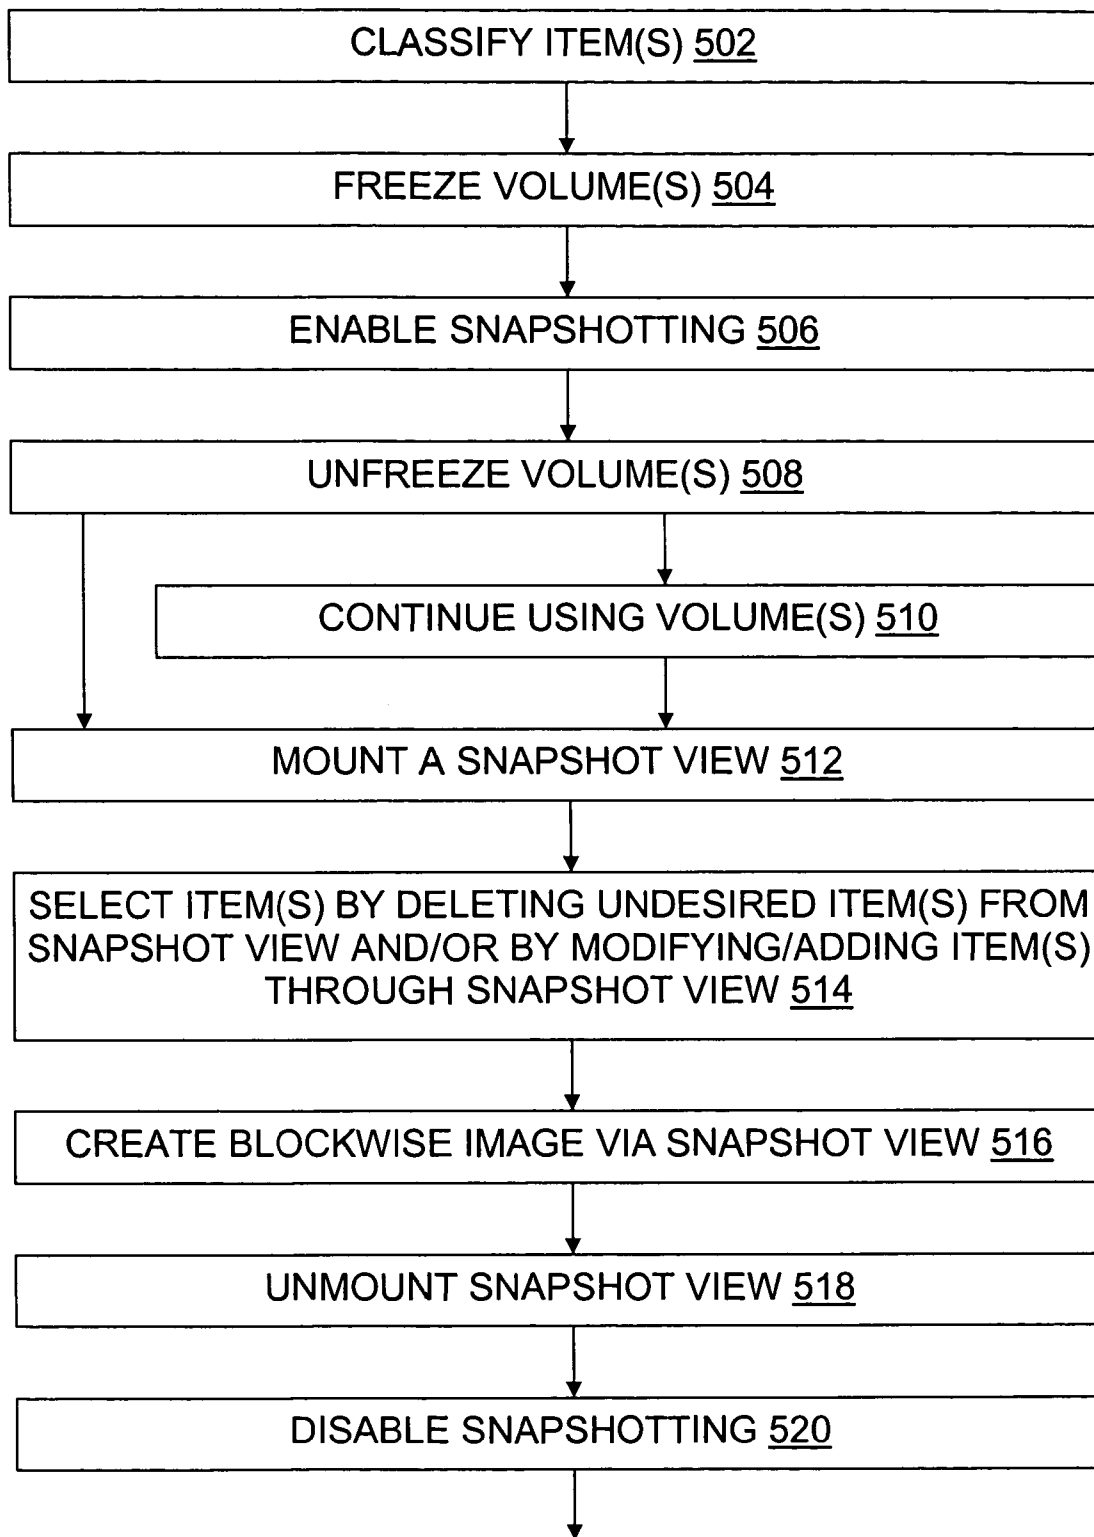 CLASSIFY ITEM(S) 502
FREEZE VOLUME(S) 504
ENABLE SNAPSHOTTING 506
UNFREEZE VOLUME(S) 508
CONTINUE USING VOLUME(S) 510
MOUNT A SNAPSHOT VIEW 512
SELECT ITEM(S) BY DELETING UNDESIRED ITEM(S) FROM
SNAPSHOT VIEW AND/OR BY MODIFYING/ADDING ITEM(S)
THROUGH SNAPSHOT VIEW 514
CREATE BLOCKWISE IMAGE VIA SNAPSHOT VIEW 516
UNMOUNT SNAPSHOT VIEW 518
DISABLE SNAPSHOTTING 520